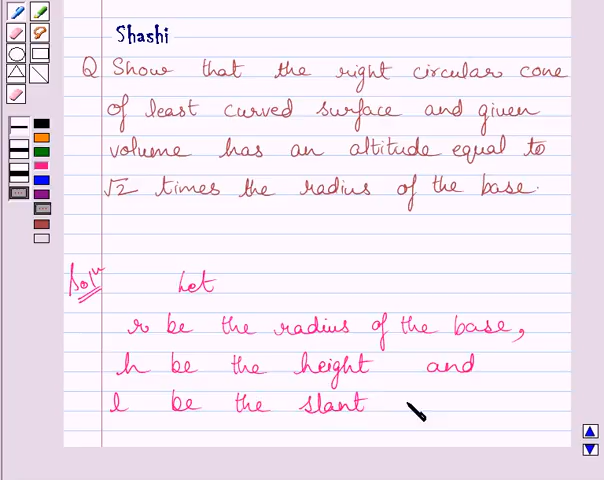 Shashi
Q Show that the right circular cone
of least curved surface and given
volume has an altitude equal to
√2 times the radius of the base.
Solⁿ Let
r be the radius of the base,
h be the height and
l be the slant